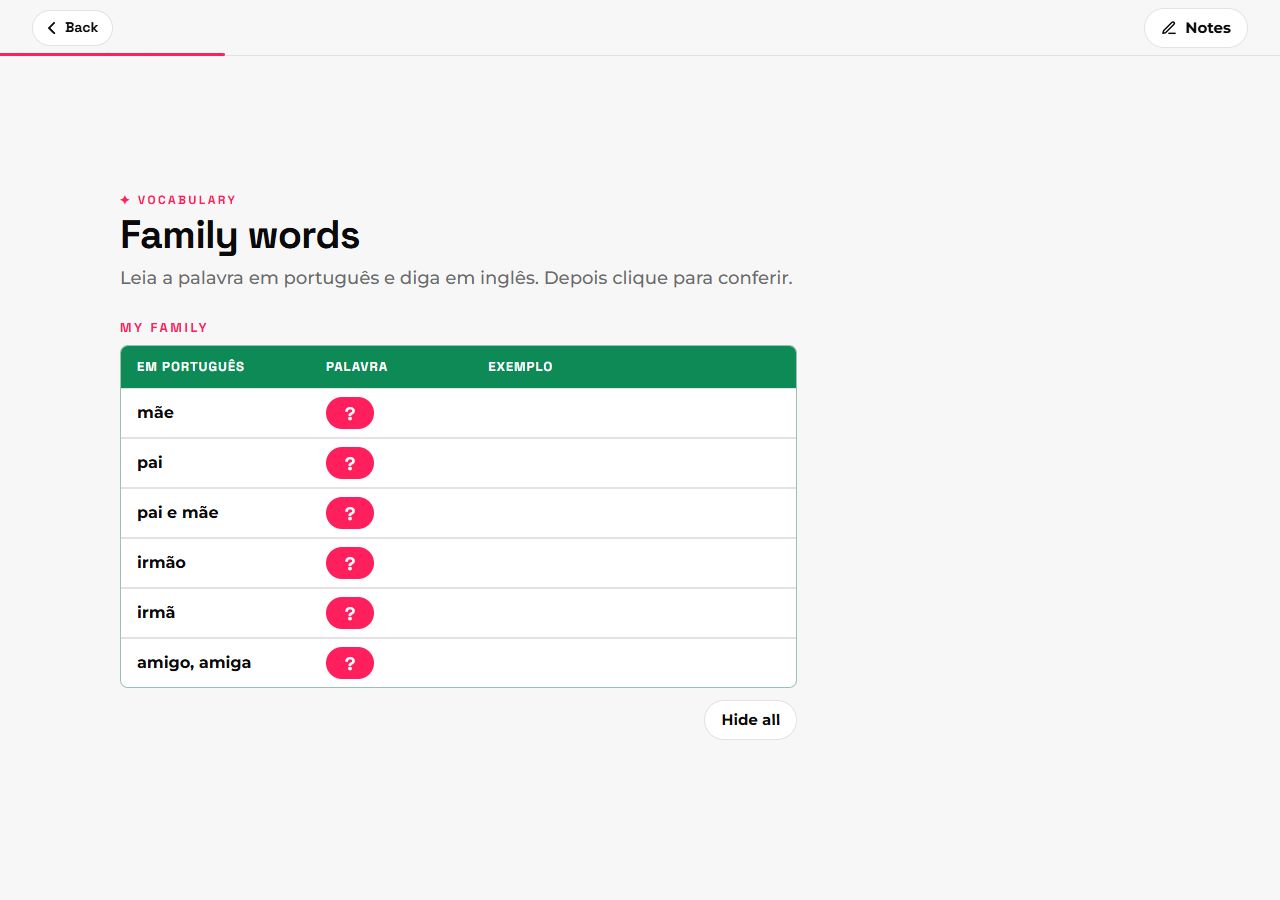 Back
Notes
✦ VOCABULARY
Family words
Leia a palavra em português e diga em inglês. Depois clique para conferir.
MY FAMILY
EM PORTUGUÊS PALAVRA EXEMPLO
mãe ?
pai ?
pai e mãe ?
irmão ?
irmã ?
amigo, amiga ?
Hide all